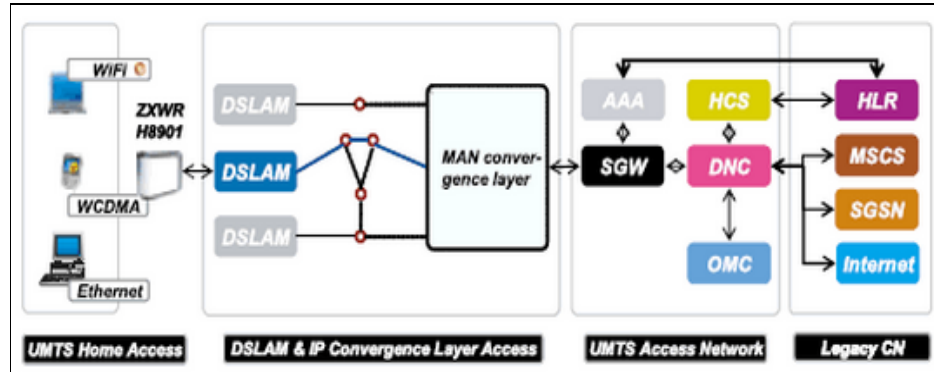 WiFi
ZXWR
H8901
WCDMA
Ethernet
UMTS Home Access
DSLAM
DSLAM
DSLAM
MAN conver-
gence layer
DSLAM & IP Convergence Layer Access
AAA
HCS
SGW
DNC
OMC
UMTS Access Network
HLR
MSCS
SGSN
Internet
Legacy CN